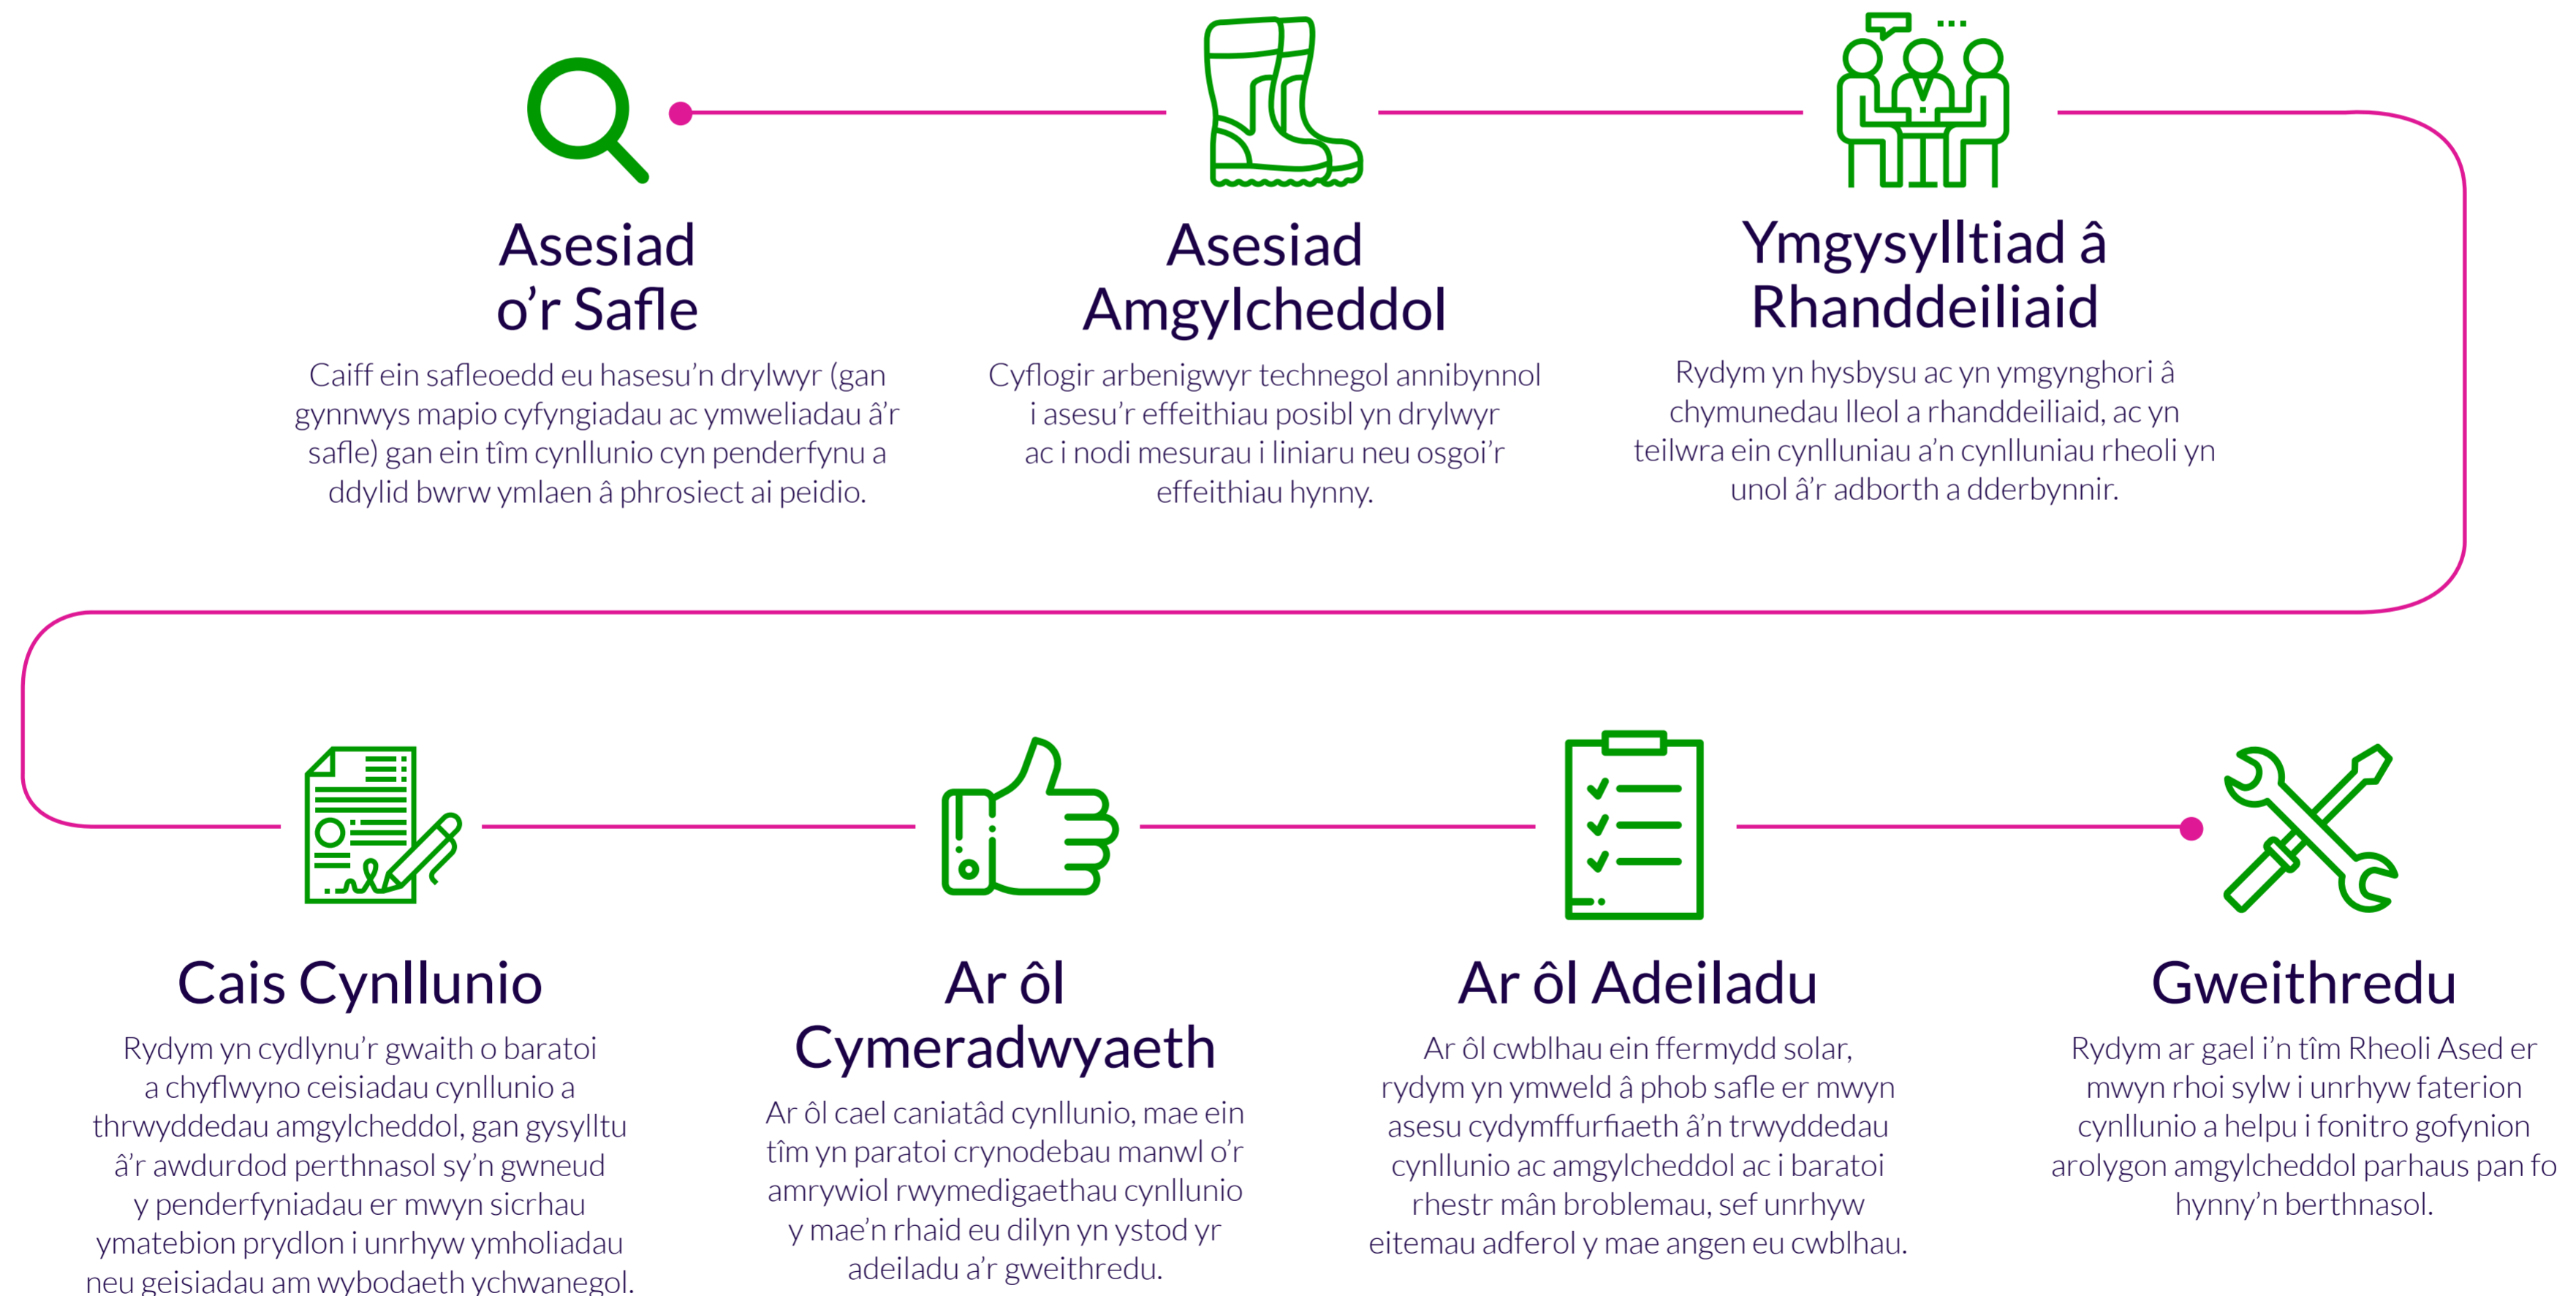 Asesiad
o’r Safle
Caiff ein safleoedd eu hasesu’n drylwyr (gan
gynnwys mapio cyfyngiadau ac ymweliadau â’r
safle) gan ein tîm cynllunio cyn penderfynu a
ddylid bwrw ymlaen â phrosiect ai peidio.
Asesiad
Amgylcheddol
Cyflogir arbenigwyr technegol annibynnol
i asesu’r effeithiau posibl yn drylwyr
ac i nodi mesurau i liniaru neu osgoi’r
effeithiau hynny.
Ymgysylltiad â
Rhanddeiliaid
Rydym yn hysbysu ac yn ymgynghori â
chymunedau lleol a rhanddeiliaid, ac yn
teilwra ein cynlluniau a’n cynlluniau rheoli yn
unol â’r adborth a dderbynnir.
Cais Cynllunio
Rydym yn cydlynu’r gwaith o baratoi
a chyflwyno ceisiadau cynllunio a
thrwyddedau amgylcheddol, gan gysylltu
â’r awdurdod perthnasol sy’n gwneud
y penderfyniadau er mwyn sicrhau
ymatebion prydlon i unrhyw ymholiadau
neu geisiadau am wybodaeth ychwanegol.
Ar ôl
Cymeradwyaeth
Ar ôl cael caniatâd cynllunio, mae ein
tîm yn paratoi crynodebau manwl o’r
amrywiol rwymedigaethau cynllunio
y mae’n rhaid eu dilyn yn ystod yr
adeiladu a’r gweithredu.
Ar ôl Adeiladu
Ar ôl cwblhau ein ffermydd solar,
rydym yn ymweld â phob safle er mwyn
asesu cydymffurfiaeth â’n trwyddedau
cynllunio ac amgylcheddol ac i baratoi
rhestr mân broblemau, sef unrhyw
eitemau adferol y mae angen eu cwblhau.
Gweithredu
Rydym ar gael i’n tîm Rheoli Ased er
mwyn rhoi sylw i unrhyw faterion
cynllunio a helpu i fonitro gofynion
arolygon amgylcheddol parhaus pan fo
hynny’n berthnasol.